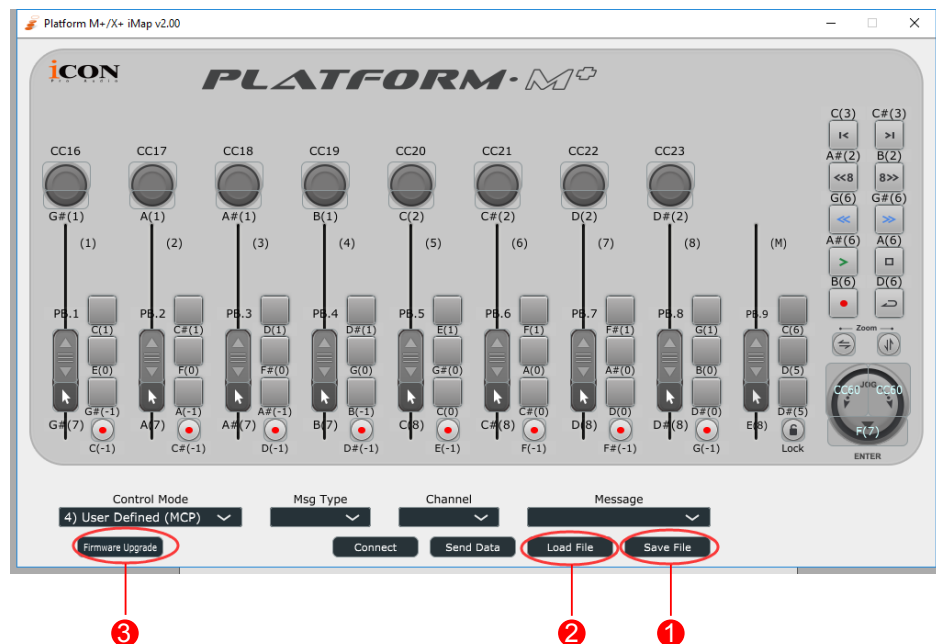 Platform M+/X+ iMap v2.00
iCON
PRO AUDIO
PLATFORM·M+
C(3) C#(3)
CC16 CC17 CC18 CC19 CC20 CC21 CC22 CC23
A#(2) B(2)
<<8 8>>
G(6) G#(6)
G#(1) A(1) A#(1) B(1) C(2) C#(2) D(2) D#(2)
(1) (2) (3) (4) (5) (6) (7) (8) (M)
A#(6) A(6)
B(6) D(6)
PB.1 PB.2 PB.3 PB.4 PB.5 PB.6 PB.7 PB.8 PB.9
C(1) C#(1) D(1) D#(1) E(1) F(1) F#(1) G(1) C(6)
Zoom
E(0) F(0) F#(0) G(0) G#(0) A(0) A#(0) B(0) D(5)
JOG
CC60 CC60
G#(-1) A(-1) A#(-1) B(-1) C(0) C#(0) D(0) D#(0) D#(5)
G#(7) A(7) A#(7) B(7) C(8) C#(8) D(8) D#(8) E(8)
F(7)
C(-1) C#(-1) D(-1) D#(-1) E(-1) F(-1) F#(-1) G(-1) Lock
ENTER
Control Mode Msg Type Channel Message
4) User Defined (MCP)
Firmware Upgrade Connect Send Data Load File Save File
3 2 1